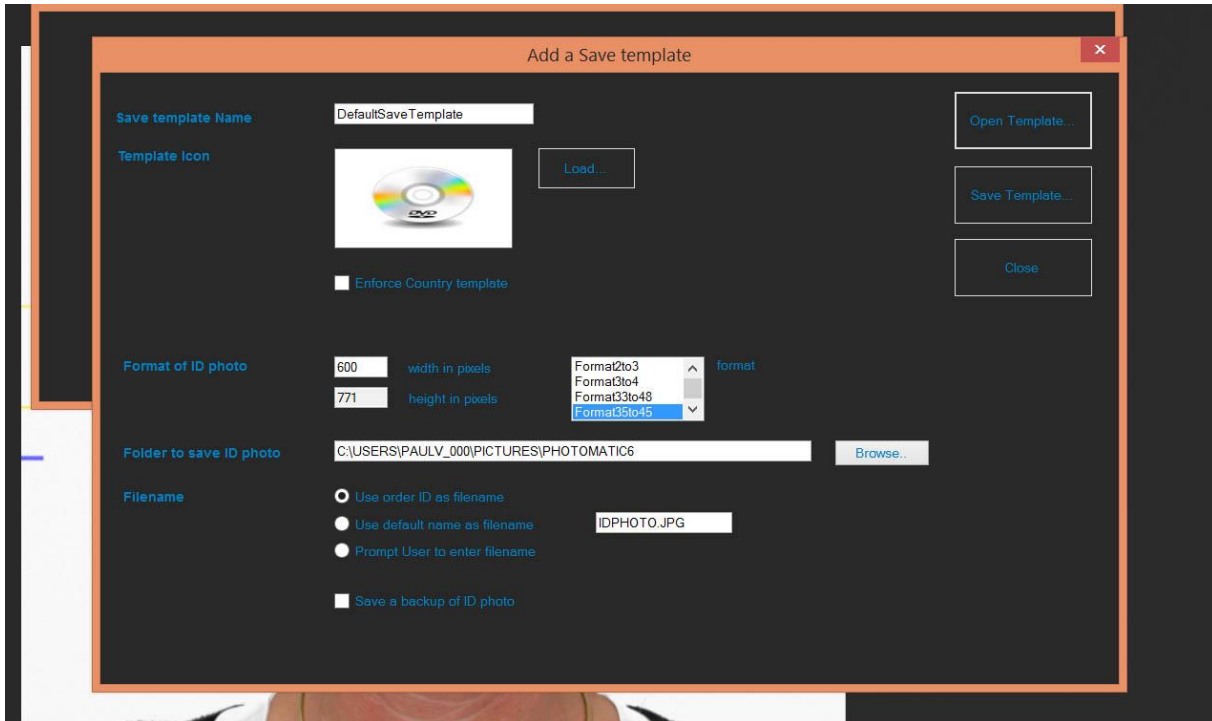 Add a Save template
Save template Name
DefaultSaveTemplate
Open Template...
Template Icon
DVD
Load...
Save Template...
Close
Enforce Country template
Format of ID photo
600
width in pixels
771
height in pixels
Format2to3
Format3to4
Format33to48
Format35to45
format
Folder to save ID photo
C:\USERS\PAULV_000\PICTURES\PHOTOMATIC6
Browse..
Filename
Use order ID as filename
Use default name as filename
IDPHOTO.JPG
Prompt User to enter filename
Save a backup of ID photo